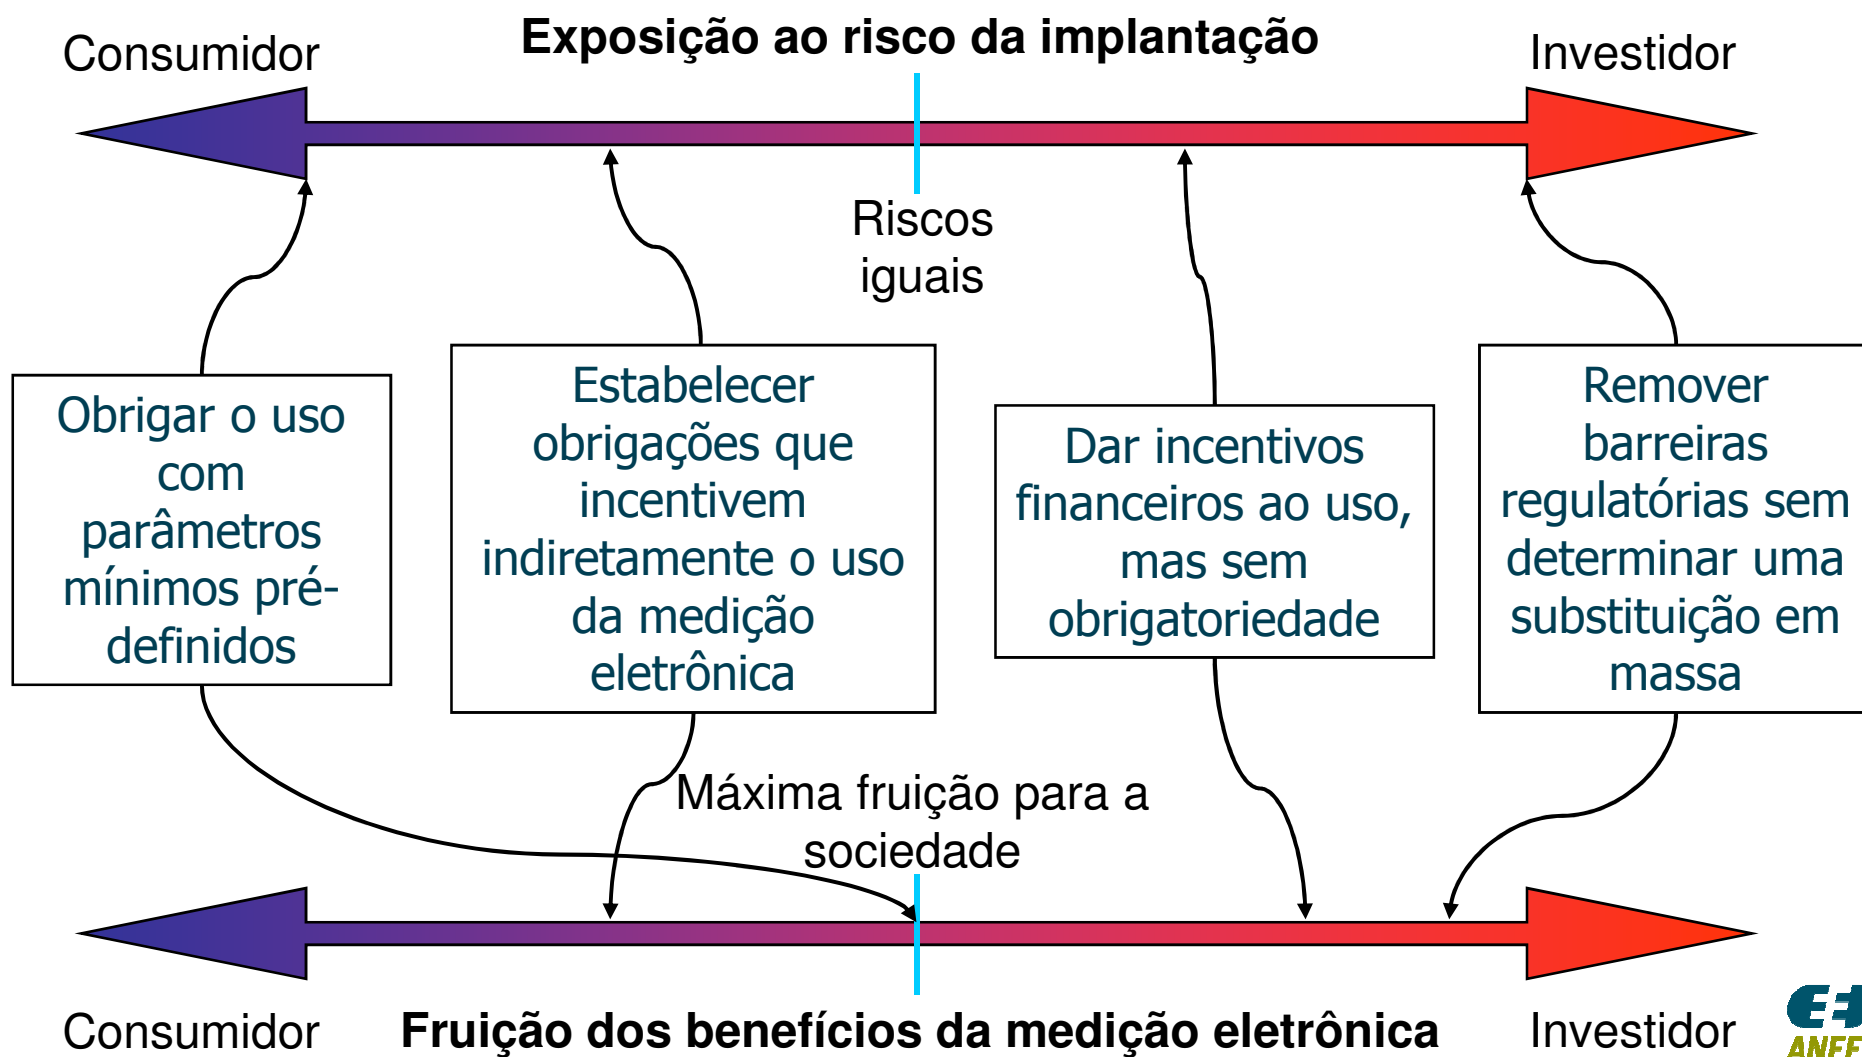 Exposição ao risco da implantação
Consumidor
Investidor
Riscos
iguais
Obrigar o uso
com
parâmetros
mínimos pré-
definidos
Estabelecer
obrigações que
incentivem
indiretamente o uso
da medição
eletrônica
Dar incentivos
financeiros ao uso,
mas sem
obrigatoriedade
Remover
barreiras
regulatórias sem
determinar uma
substituição em
massa
Máxima fruição para a
sociedade
Consumidor
Fruição dos benefícios da medição eletrônica
Investidor